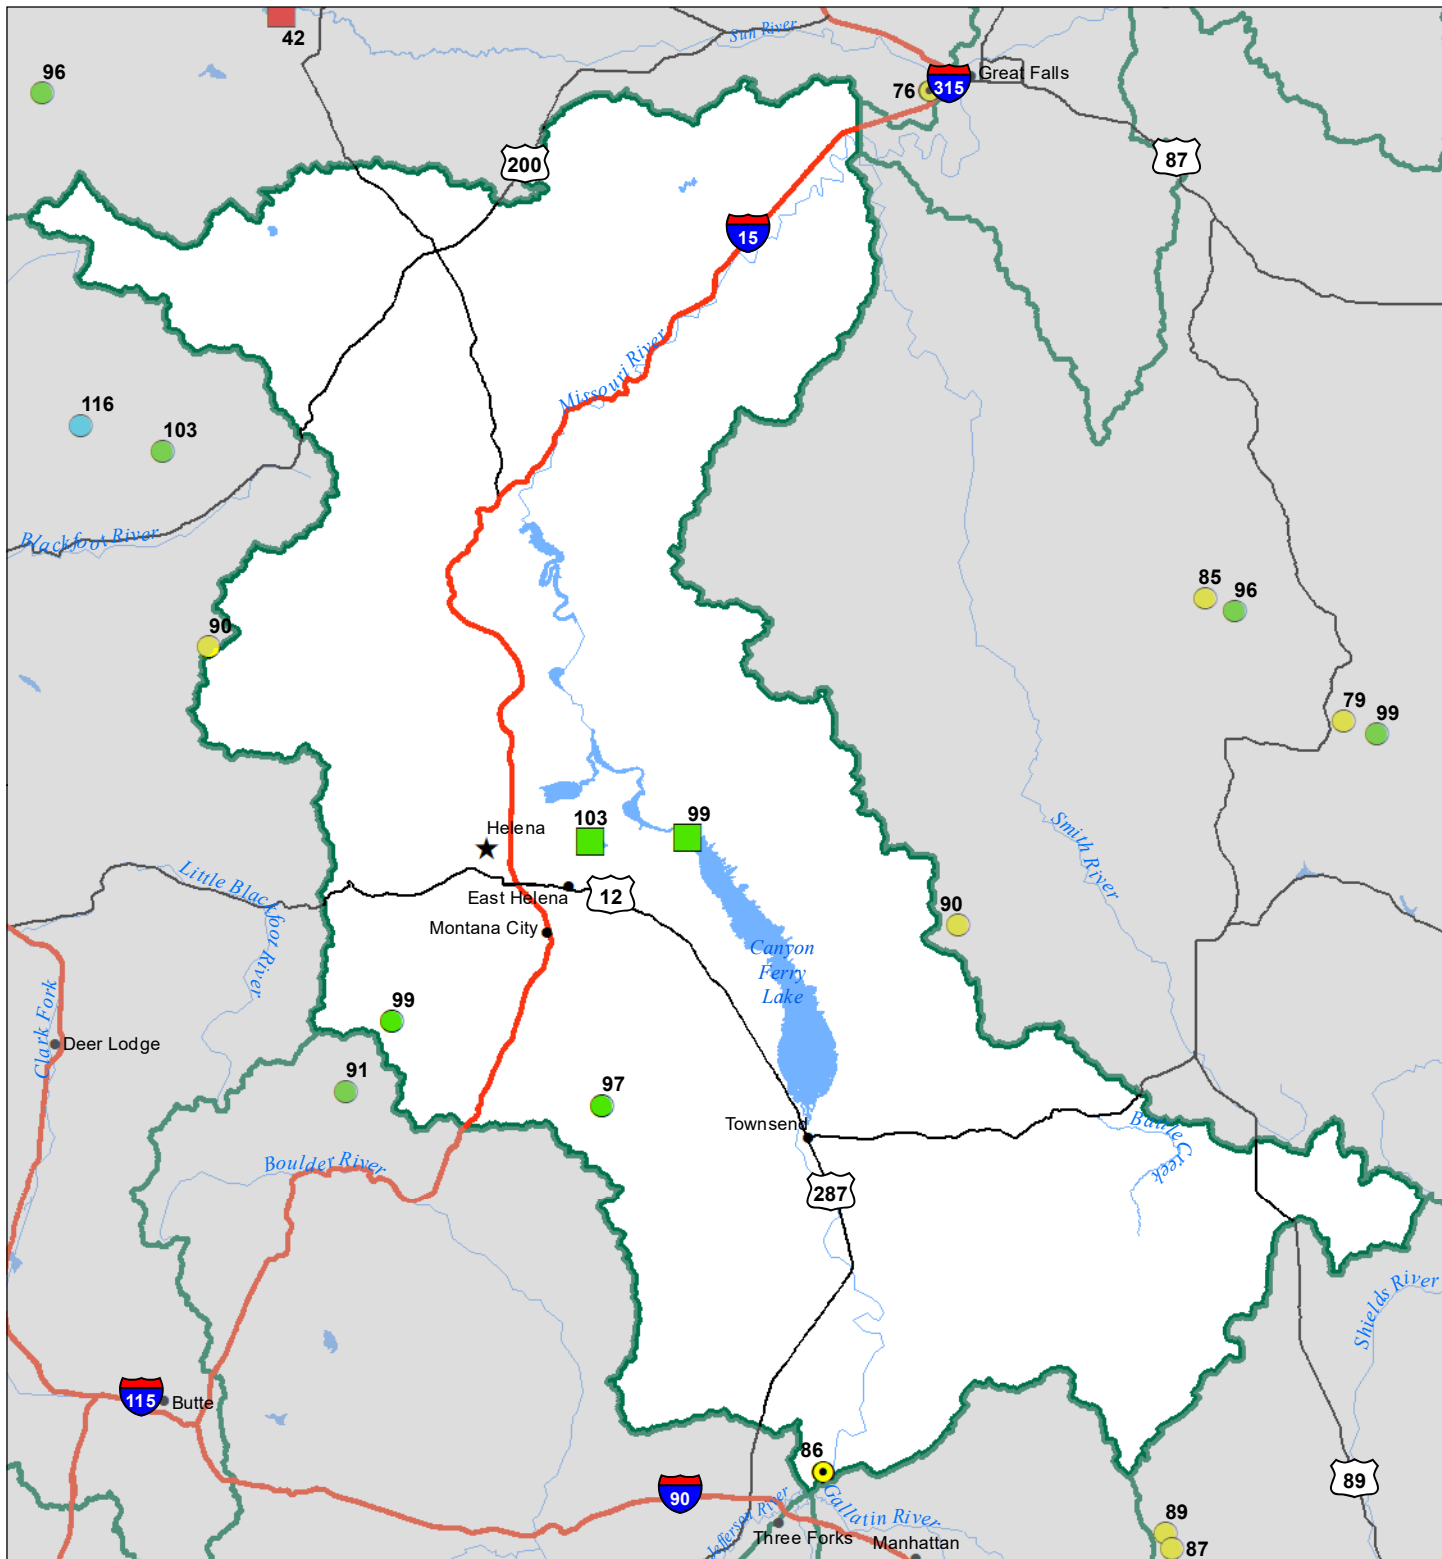 Sun River
42
Great Falls
96
76
315
200
87
15
Missouri River
116
103
Blackfoot River
85
96
90
79
99
103
99
Helena
Smith River
Little Blackfoot River
East Helena
12
90
Montana City
Canyon
Ferry
Lake
Clark Fork
99
Deer Lodge
91
97
Townsend
Battle Creek
Boulder River
287
Shields River
115
Butte
86
89
90
Jefferson River
Gallatin River
Three Forks
89
Manhattan
87